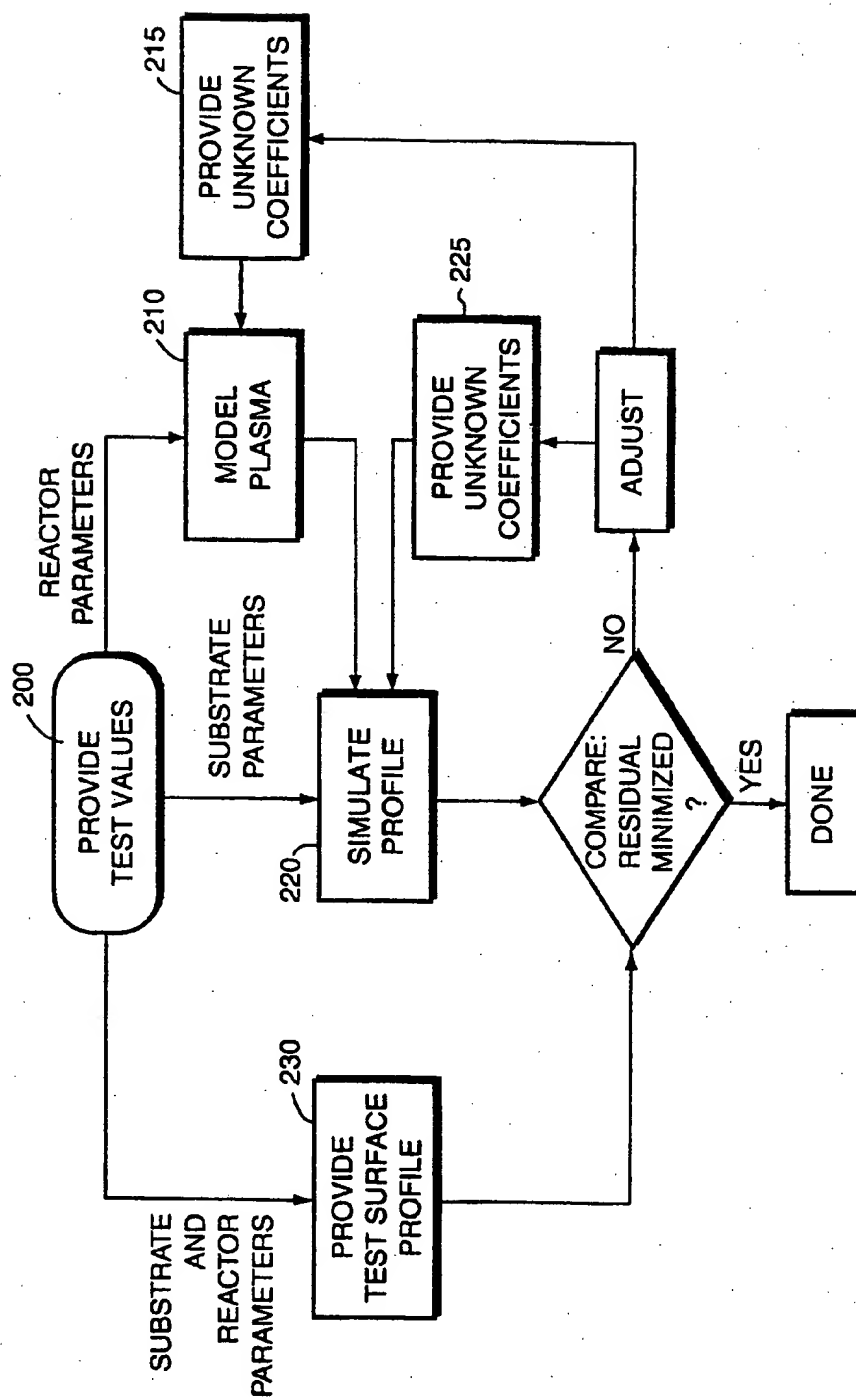 200
PROVIDE
TEST VALUES
REACTOR
PARAMETERS
SUBSTRATE
PARAMETERS
SUBSTRATE
AND
REACTOR
PARAMETERS
210
MODEL
PLASMA
215
PROVIDE
UNKNOWN
COEFFICIENTS
220
SIMULATE
PROFILE
225
PROVIDE
UNKNOWN
COEFFICIENTS
230
PROVIDE
TEST SURFACE
PROFILE
COMPARE:
RESIDUAL
MINIMIZED
?
NO
ADJUST
YES
DONE